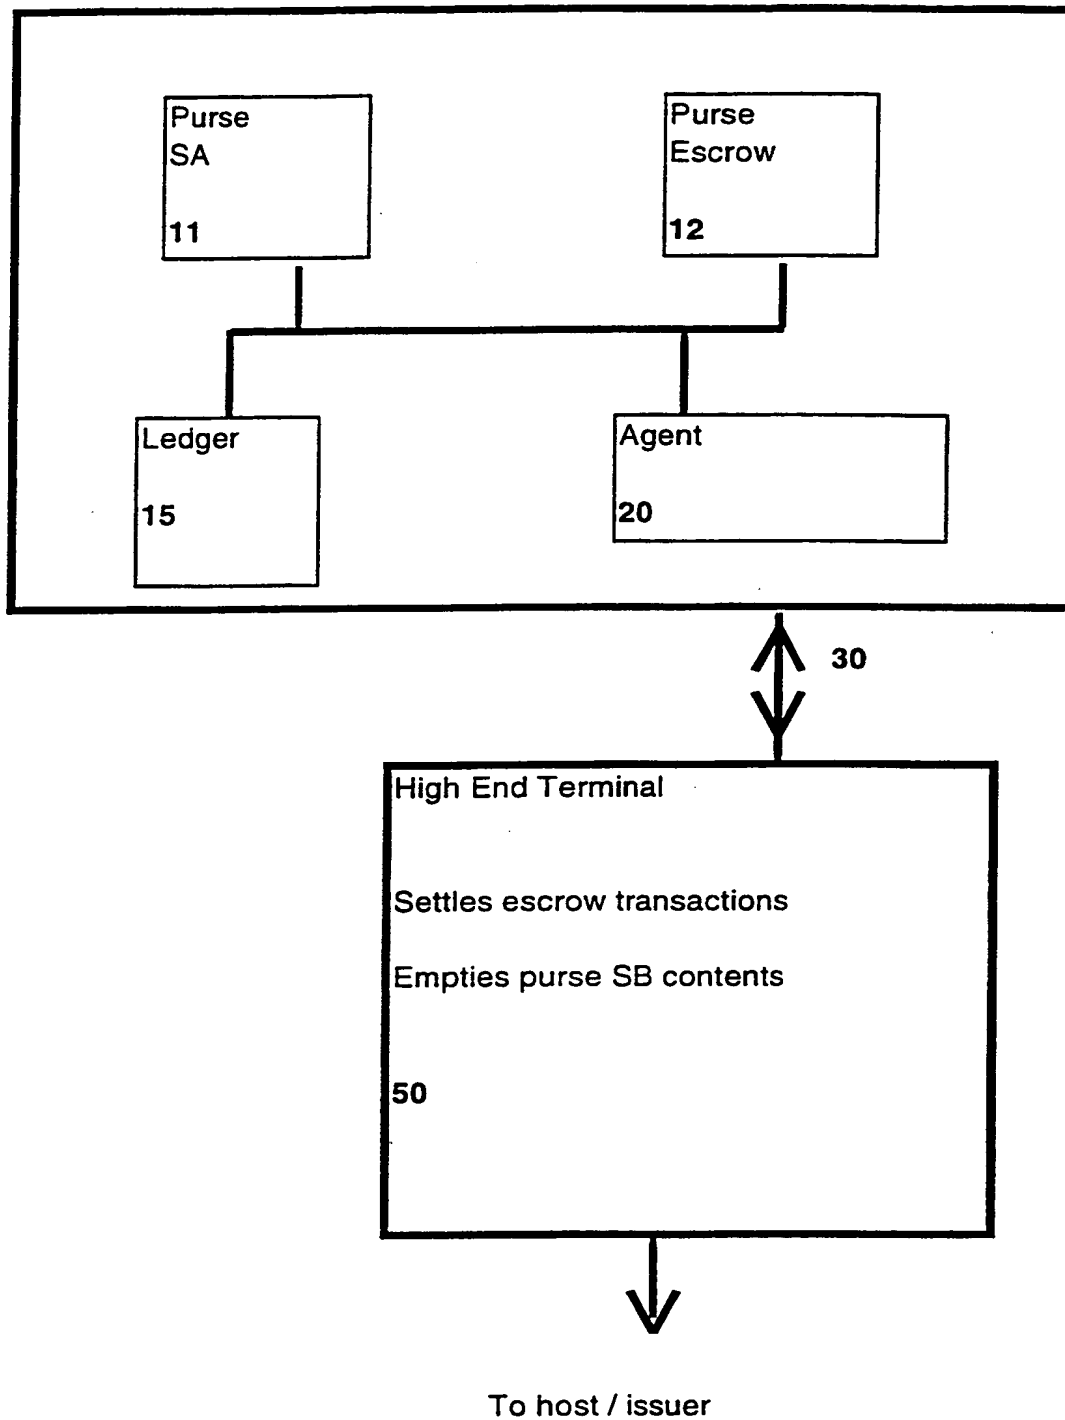 Purse
SA
11
Purse
Escrow
12
Ledger
15
Agent
20
30
High End Terminal
Settles escrow transactions
Empties purse SB contents
50
To host / issuer